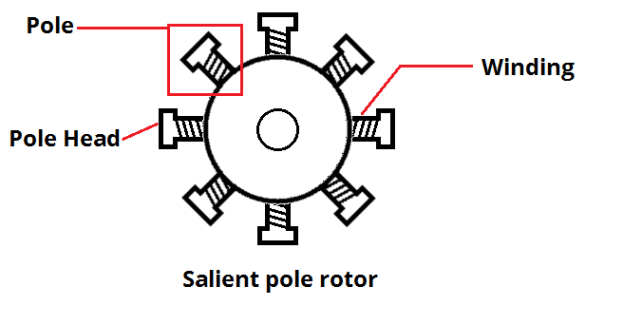 Pole
Winding
Pole Head
Salient pole rotor